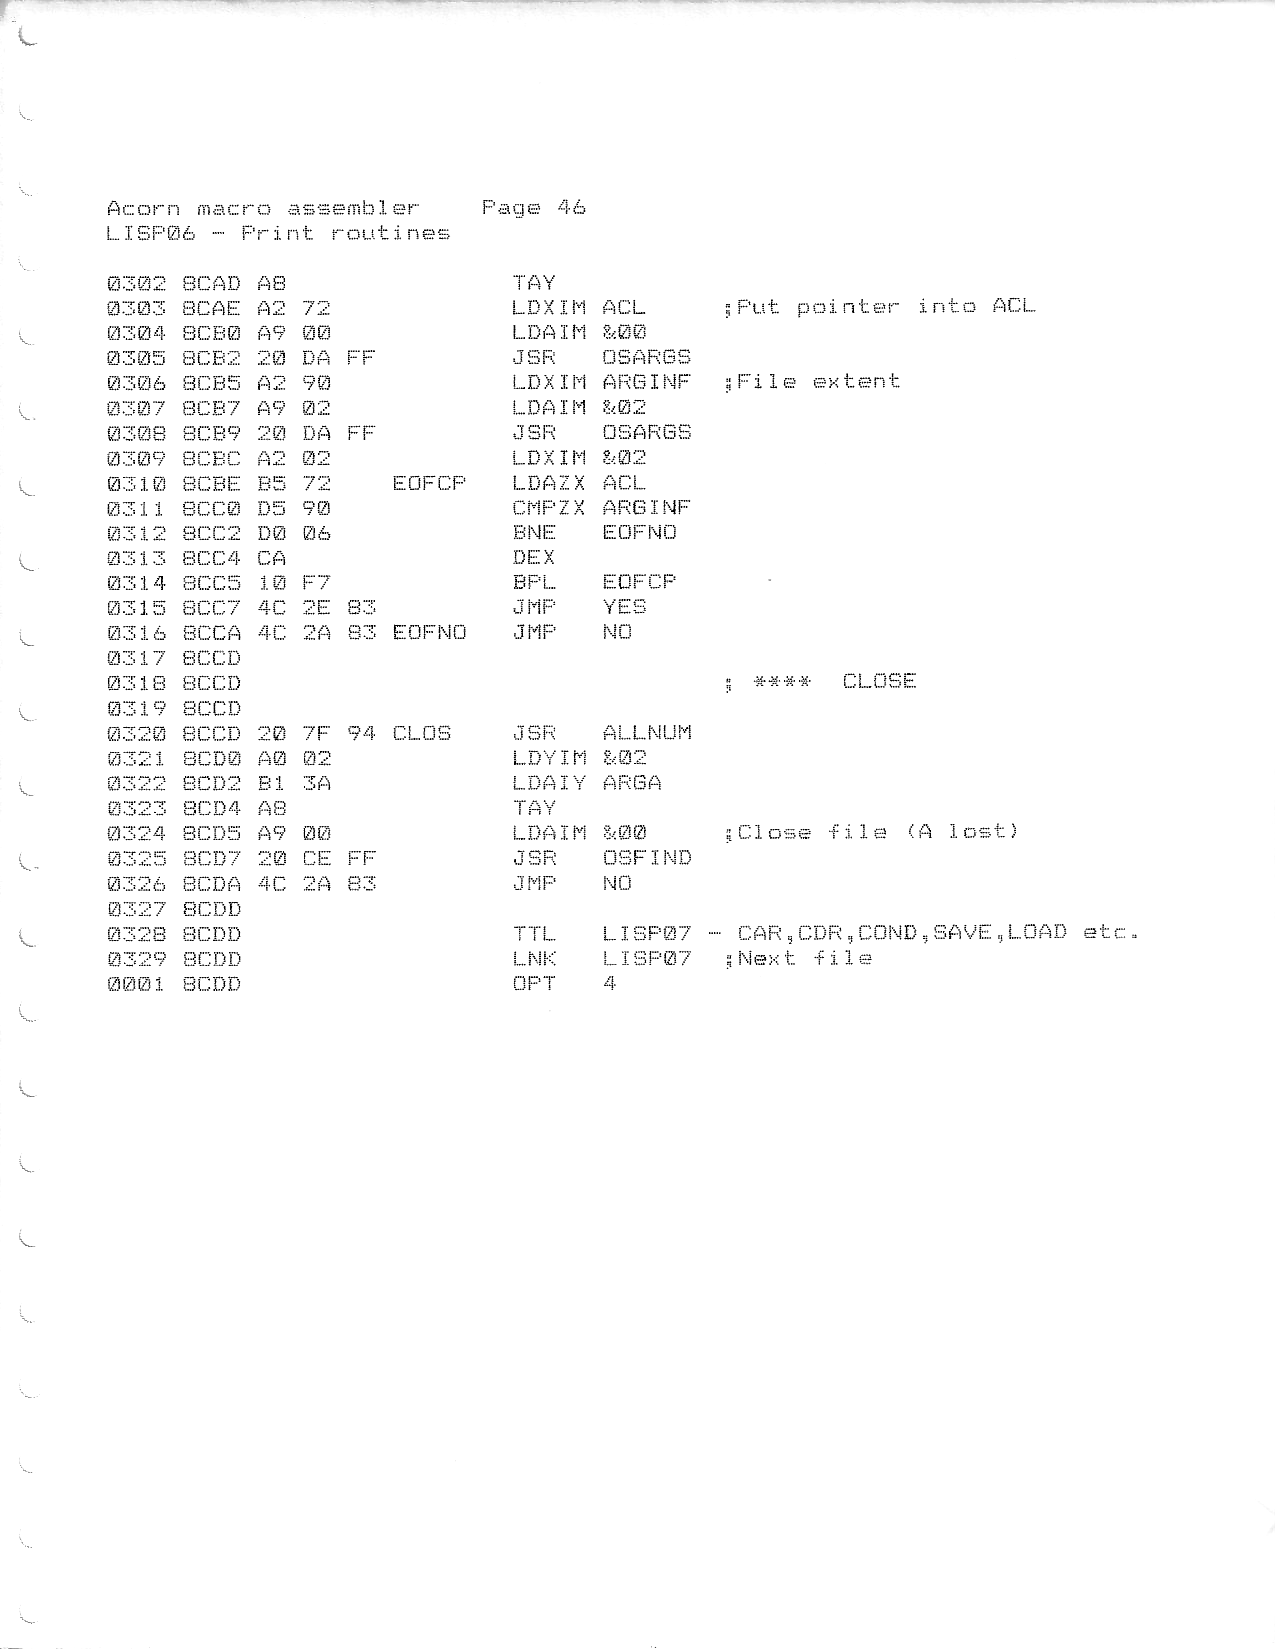 Acorn macro assembler    Page 46
LISP06 - Print routines
0302 8CAD A8                  TAY
0303 8CAE A2 72               LDXIM ACL     ;Put pointer into ACL
0304 8CB0 A9 00               LDAIM &00
0305 8CB2 20 DA FF            JSR   OSARGS
0306 8CB5 A2 90               LDXIM ARGINF  ;File extent
0307 8CB7 A9 02               LDAIM &02
0308 8CB9 20 DA FF            JSR   OSARGS
0309 8CBC A2 02               LDXIM &02
0310 8CBE B5 72    EOFCP      LDAZX ACL
0311 8CC0 D5 90               CMPZX ARGINF
0312 8CC2 D0 06               BNE   EOFNO
0313 8CC4 CA                  DEX
0314 8CC5 10 F7               BPL   EOFCP
0315 8CC7 4C 2E 83            JMP   YES
0316 8CCA 4C 2A 83 EOFNO      JMP   NO
0317 8CCD
0318 8CCD                                   ; ****  CLOSE
0319 8CCD
0320 8CCD 20 7F 94 CLOS       JSR   ALLNUM
0321 8CD0 A0 02               LDYIM &02
0322 8CD2 B1 3A               LDAIY ARGA
0323 8CD4 A8                  TAY
0324 8CD5 A9 00               LDAIM &00     ;Close file (A lost)
0325 8CD7 20 CE FF            JSR   OSFIND
0326 8CDA 4C 2A 83            JMP   NO
0327 8CDD
0328 8CDD                     TTL   LISP07 - CAR,CDR,COND,SAVE,LOAD etc.
0329 8CDD                     LNK   LISP07  ;Next file
0001 8CDD                     OPT   4